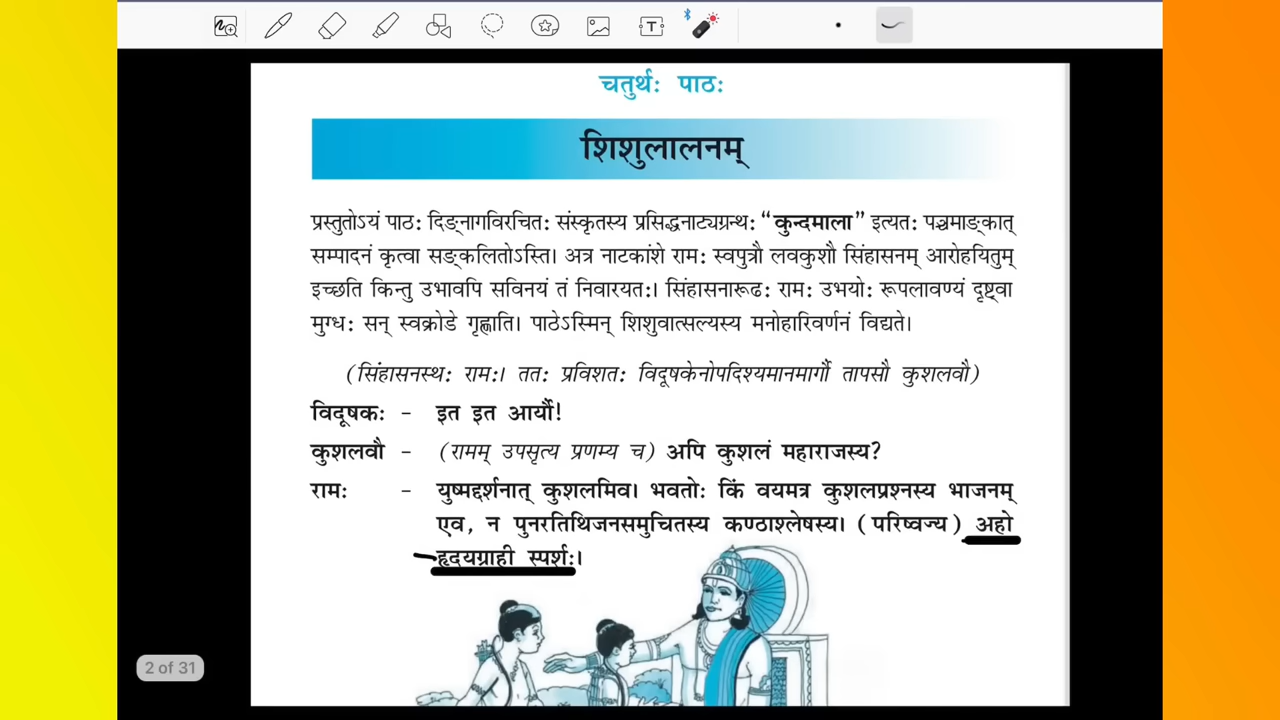 चतुर्थः पाठः
शिशुलालनम्
प्रस्तुतोऽयं पाठः दिङ्नागविरचितः संस्कृतस्य प्रसिद्धनाट्यग्रन्थः “कुन्दमाला” इत्यतः पञ्चमाङ्कात्
सम्पादनं कृत्वा सङ्कलितोऽस्ति। अत्र नाटकांशे रामः स्वपुत्रौ लवकुशौ सिंहासनम् आरोहयितुम्
इच्छति किन्तु उभावपि सविनयं तं निवारयतः। सिंहासनारूढः रामः उभयोः रूपलावण्यं दृष्ट्वा
मुग्धः सन् स्वक्रोडे गृह्णाति। पाठेऽस्मिन् शिशुवात्सल्यस्य मनोहारिवर्णनं विद्यते।
(सिंहासनस्थः रामः। ततः प्रविशतः विदूषकेनोपदिश्यमानमार्गौ तापसौ कुशलवौ)
विदूषकः - इत इत आर्यौ!
कुशलवौ - (रामम् उपसृत्य प्रणम्य च) अपि कुशलं महाराजस्य?
रामः - युष्मद्दर्शनात् कुशलमिव। भवतोः किं वयमत्र कुशलप्रश्नस्य भाजनम्
एव, न पुनरतिथिजनसमुचितस्य कण्ठाश्लेषस्य। (परिष्वज्य) अहो
हृदयग्राही स्पर्शः।
2 of 31